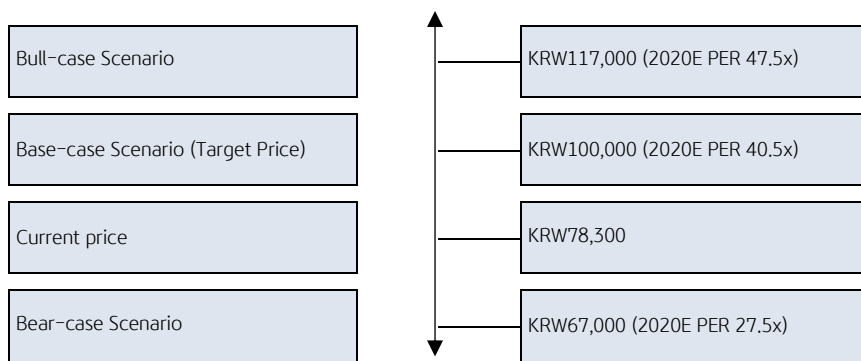 Bull-case Scenario
KRW117,000 (2020E PER 47.5x)
Base-case Scenario (Target Price)
KRW100,000 (2020E PER 40.5x)
Current price
KRW78,300
Bear-case Scenario
KRW67,000 (2020E PER 27.5x)